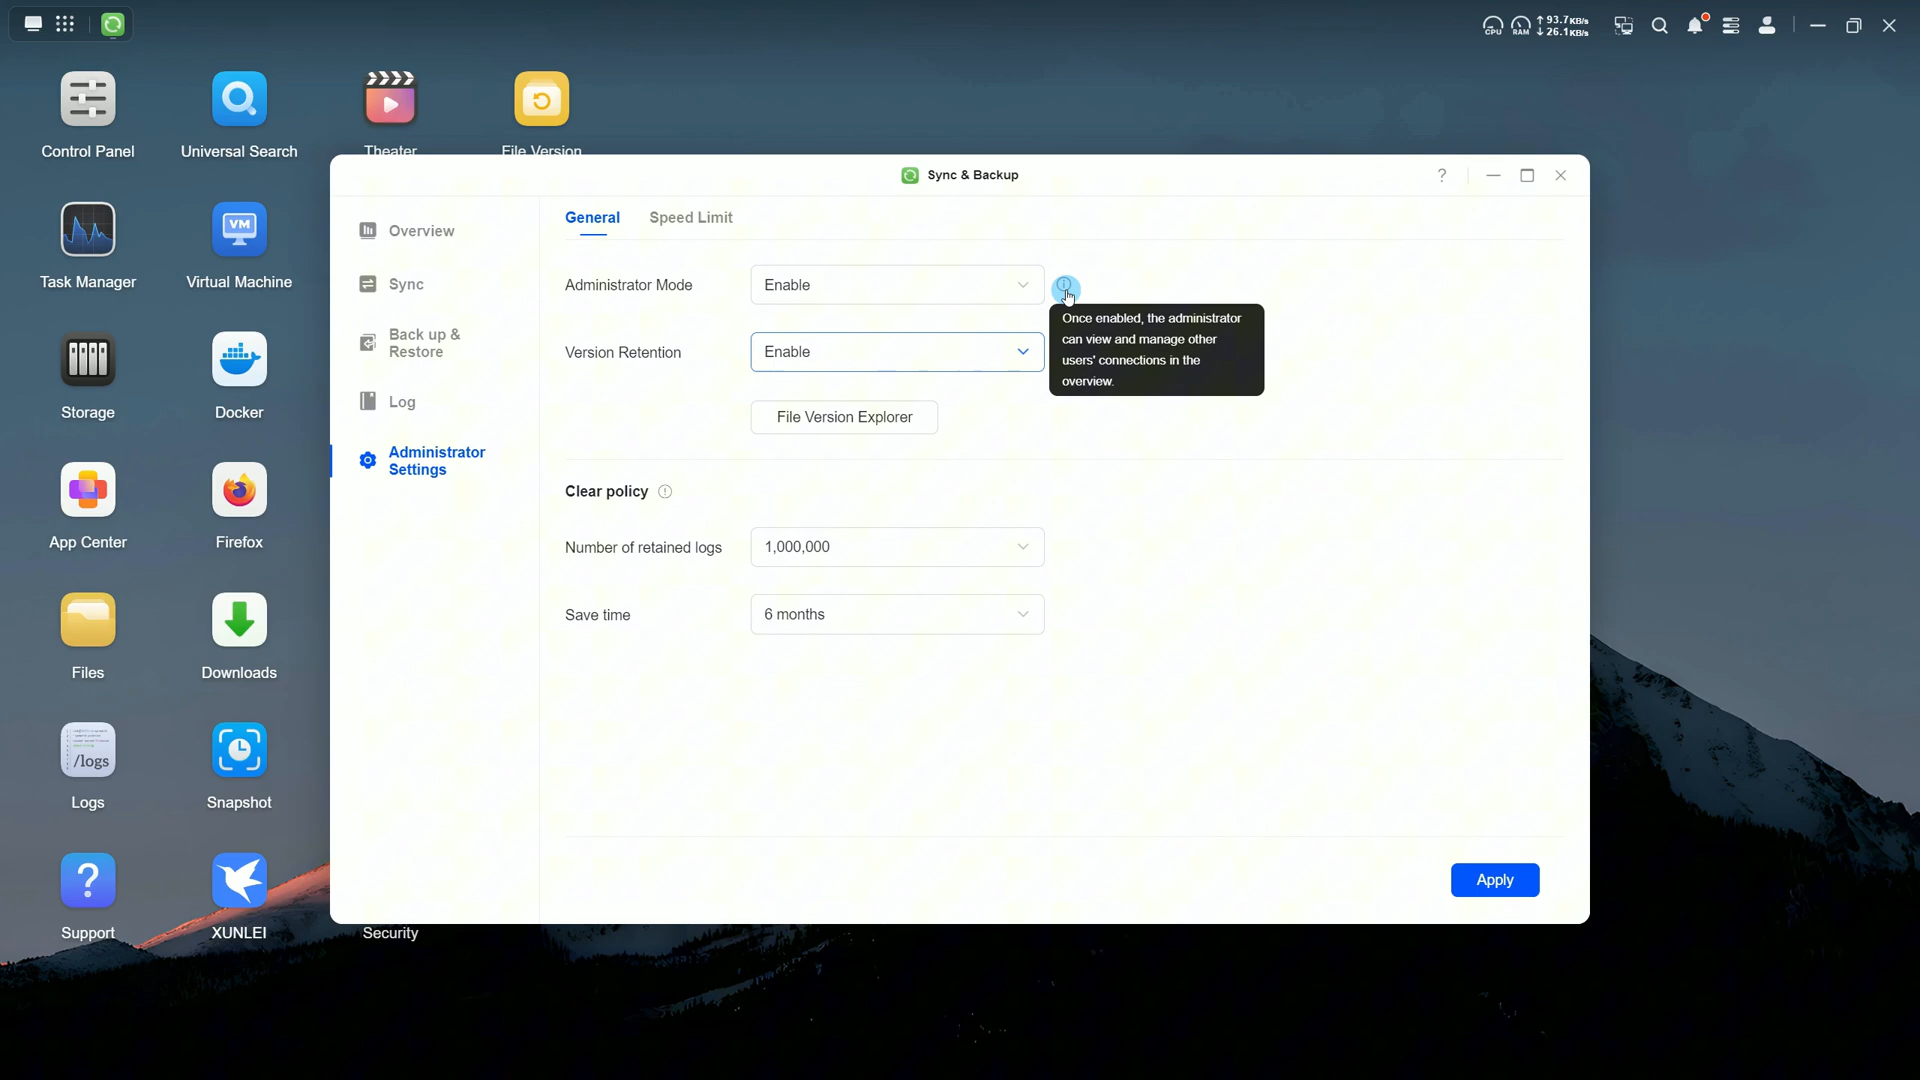 CPU
RAM
93.7KB/s
26.1KB/s
Control Panel
Universal Search
Theater
File Version
Sync & Backup
?
Overview
General
Speed Limit
Task Manager
Virtual Machine
Sync
Administrator Mode
Enable
Once enabled, the administrator
can view and manage other
users' connections in the
overview.
Back up &
Restore
Version Retention
Enable
File Version Explorer
Storage
Docker
Log
Administrator
Settings
Clear policy
App Center
Firefox
Number of retained logs
1,000,000
Save time
6 months
Files
Downloads
VM
/logs
Logs
Snapshot
Apply
?
Support
XUNLEI
Security